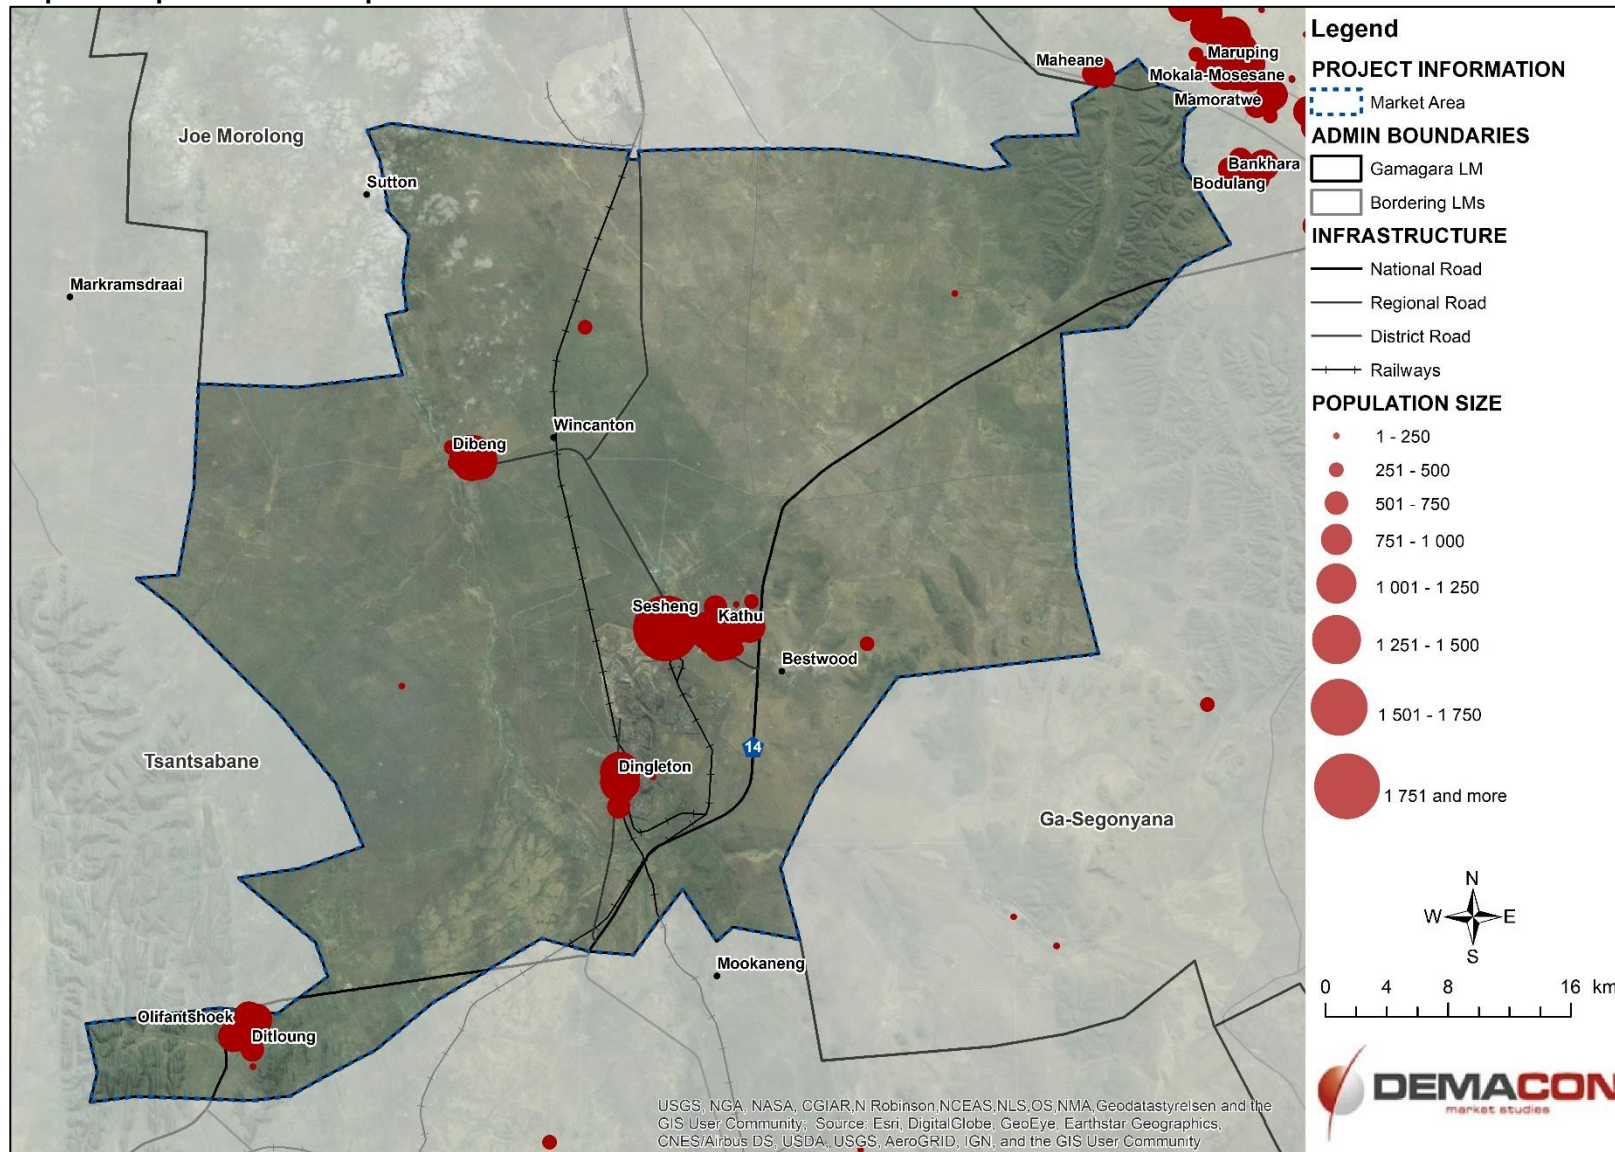 Joe Morolong
Sutton
Markramsdraai
Maheane
Maruping
Mokala-Mosesane
Mamoratwe
Bankhara
Bodulang
Wincanton
Dibeng
Sesheng
Kathu
Bestwood
14
Dingleton
Tsantsabane
Ga-Segonyana
Mookaneng
Olifantshoek
Ditloung
USGS, NGA, NASA, CGIAR,N Robinson,NCEAS,NLS,OS,NMA,Geodatastyrelsen and the
GIS User Community; Source: Esri, DigitalGlobe, GeoEye, Earthstar Geographics,
CNES/Airbus DS, USDA, USGS, AeroGRID, IGN, and the GIS User Community
Legend
PROJECT INFORMATION
Market Area
ADMIN BOUNDARIES
Gamagara LM
Bordering LMs
INFRASTRUCTURE
National Road
Regional Road
District Road
Railways
POPULATION SIZE
1 - 250
251 - 500
501 - 750
751 - 1 000
1 001 - 1 250
1 251 - 1 500
1 501 - 1 750
1 751 and more
N
W E
S
0 4 8 16 km
DEMACON
market studies